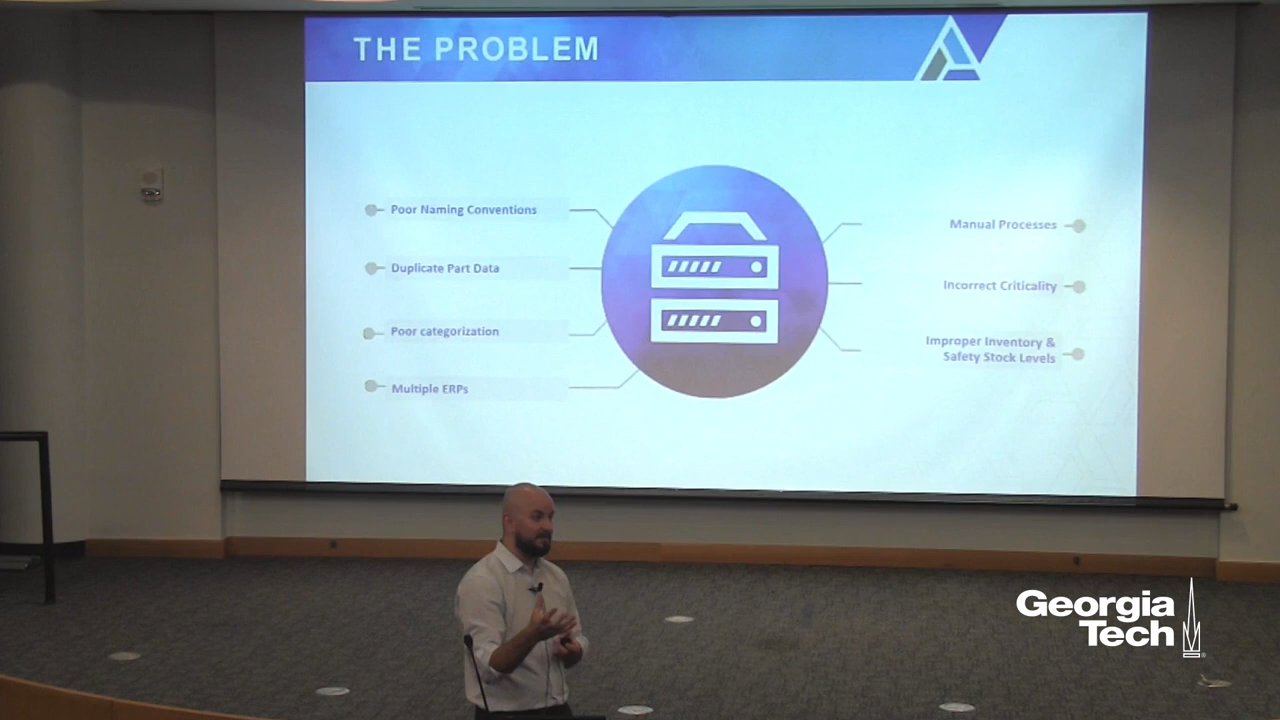 THE PROBLEM
Poor Naming Conventions
Duplicate Part Data
Poor categorization
Multiple ERPs
Manual Processes
Incorrect Criticality
Improper Inventory &
Safety Stock Levels
Georgia
Tech